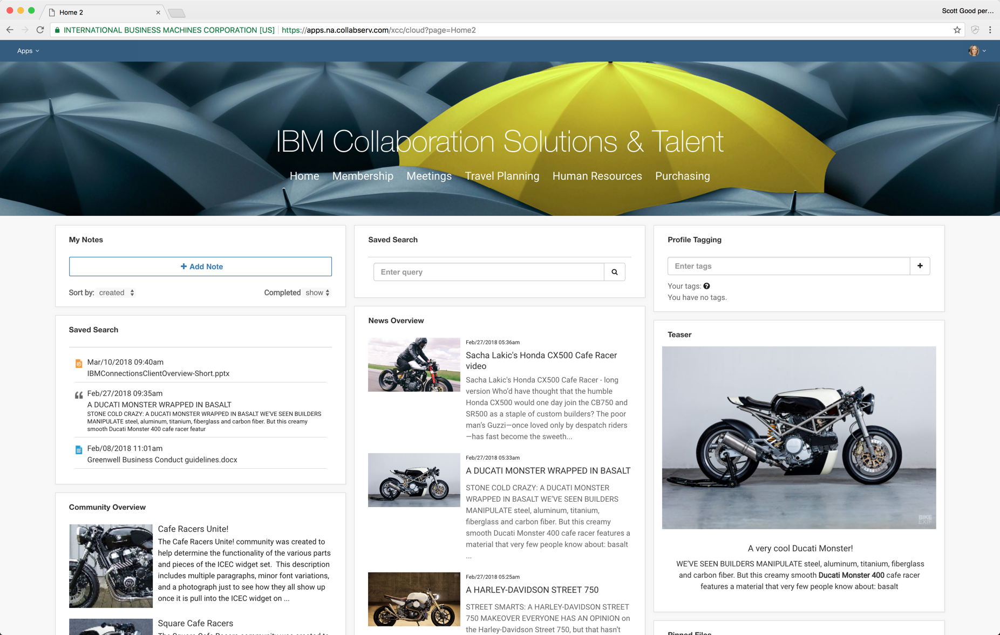 Home 2
Scott Good per...
INTERNATIONAL BUSINESS MACHINES CORPORATION [US]
https://apps.na.collabserv.com/xcc/cloud?page=Home2
Apps
IBM Collaboration Solutions & Talent
Home Membership Meetings Travel Planning Human Resources Purchasing
My Notes
+ Add Note
Sort by: created
Completed show
Saved Search
Mar/10/2018 09:40am
IBMConnectionsClientOverview-Short.pptx
Feb/27/2018 09:35am
A DUCATI MONSTER WRAPPED IN BASALT
STONE COLD CRAZY: A DUCATI MONSTER WRAPPED IN BASALT WE'VE SEEN BUILDERS
MANIPULATE steel, aluminum, titanium, fiberglass and carbon fiber. But this creamy
smooth Ducati Monster 400 cafe racer featur
Feb/08/2018 11:01am
Greenwell Business Conduct guidelines.docx
Community Overview
Cafe Racers Unite!
The Cafe Racers Unite! community was created to
help determine the functionality of the various parts
and pieces of the ICEC widget set. This description
includes multiple paragraphs, minor font variations,
and a photograph just to see how they all show up
once it is pull into the ICEC widget on ...
Square Cafe Racers
The Square Cafe Racers community was created to
Saved Search
Enter query
News Overview
Feb/27/2018 05:36am
Sacha Lakic's Honda CX500 Cafe Racer
video
Sacha Lakic's Honda CX500 Cafe Racer - long
version Who'd have thought that the humble
Honda CX500 would one day join the CB750 and
SR500 as a staple of custom builders? The poor
man's Guzzi—once loved only by despatch riders
—has fast become the sweeth...
Feb/27/2018 05:33am
A DUCATI MONSTER WRAPPED IN BASALT
STONE COLD CRAZY: A DUCATI MONSTER
WRAPPED IN BASALT WE'VE SEEN BUILDERS
MANIPULATE steel, aluminum, titanium,
fiberglass and carbon fiber. But this creamy
smooth Ducati Monster 400 cafe racer features a
material that very few people know about: basalt
...
Feb/27/2018 05:25am
A HARLEY-DAVIDSON STREET 750
STREET SMARTS: A HARLEY-DAVIDSON STREET
750 MAKEOVER EVERYONE HAS AN OPINION on
the Harley-Davidson Street 750, but that hasn't
Profile Tagging
Enter tags
Your tags:
You have no tags.
Teaser
BIKE
EXIF
A very cool Ducati Monster!
WE'VE SEEN BUILDERS MANIPULATE steel, aluminum, titanium, fiberglass
and carbon fiber. But this creamy smooth Ducati Monster 400 cafe racer
features a material that very few people know about: basalt
Pinned Files